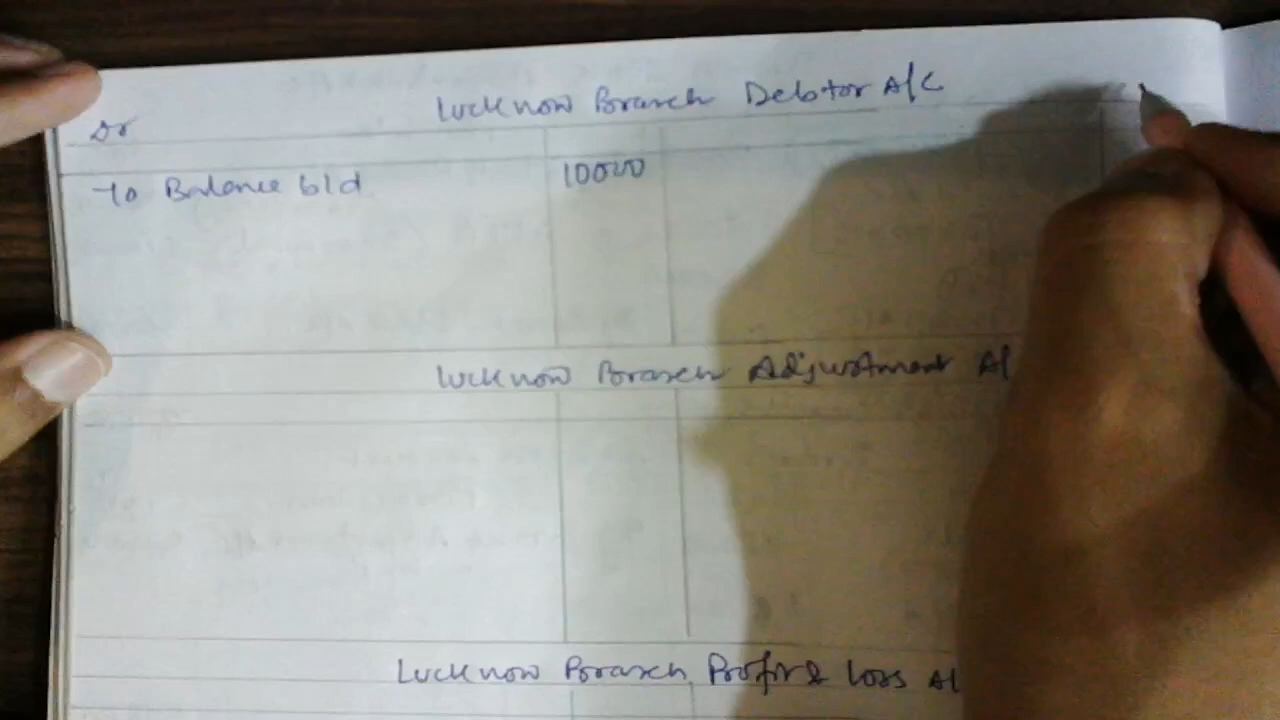 Lucknow Branch Debtor A/C
Dr
To Balance b/d 10000
Lucknow Branch Adjustment A/
Lucknow Branch Profit & Loss A/